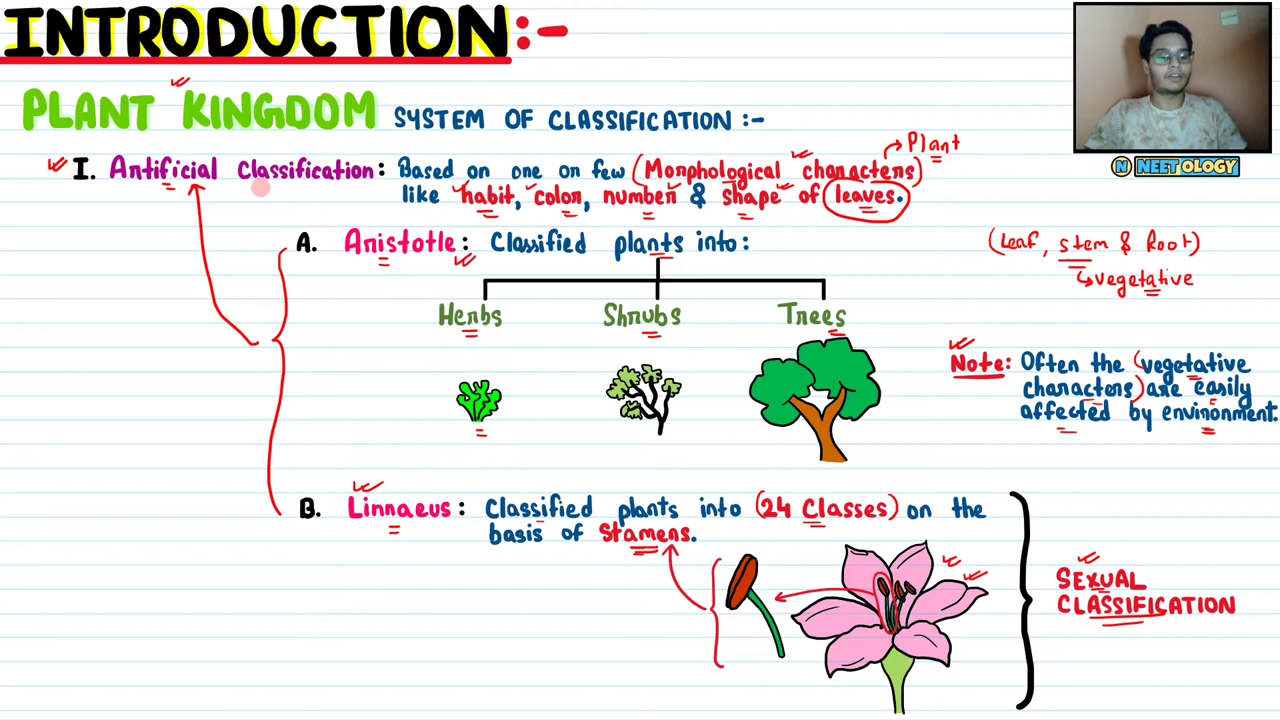 INTRODUCTION:-
PLANT KINGDOM SYSTEM OF CLASSIFICATION :-
I. Artificial Classification: Based on one or few (Morphological characters) → Plant
like habit, color, number & shape of leaves.
N NEETOLOGY
A. Aristotle: Classified plants into:
(Leaf, stem & Root)
↳ vegetative
Herbs Shrubs Trees
Note: Often the (vegetative
characters) are easily
affected by environment.
B. Linnaeus: Classified plants into (24 Classes) on the
basis of Stamens.
SEXUAL
CLASSIFICATION